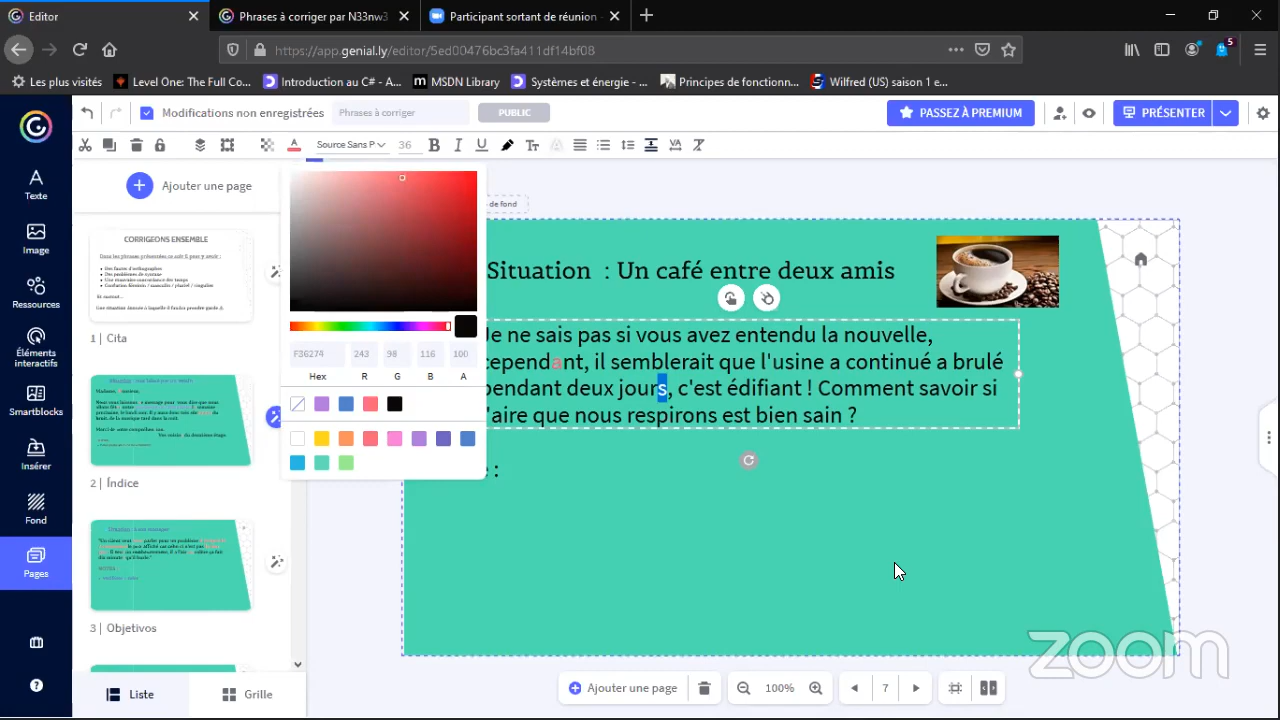 Editor
Phrases à corriger par N33nw3
Participant sortant de réunion -
https://app.genial.ly/editor/5ed00476bc3fa411df14bf08
Les plus visités
Level One: The Full Co...
Introduction au C# - A...
MSDN Library
Systèmes et énergie - ...
Principes de fonction...
Wilfred (US) saison 1 e...
5
Modifications non enregistrées
Phrases à corriger
PUBLIC
PASSEZ À PREMIUM
PRÉSENTER
Source Sans P
36
Texte
Image
Ressources
Éléments
interactifs
Smartblocks
Insérer
Fond
Pages
Ajouter une page
CORRIGEONS ENSEMBLE
1 | Cita
2 | Índice
3 | Objetivos
Liste
Grille
F36274
243
98
116
100
Hex
R
G
B
A
de fond
Situation : Un café entre deux amis
Je ne sais pas si vous avez entendu la nouvelle,
cependant, il semblerait que l'usine a continué a brulé
pendant deux jours, c'est édifiant ! Comment savoir si
aire que nous respirons est bien sain ?
e :
Ajouter une page
100%
7
zoom